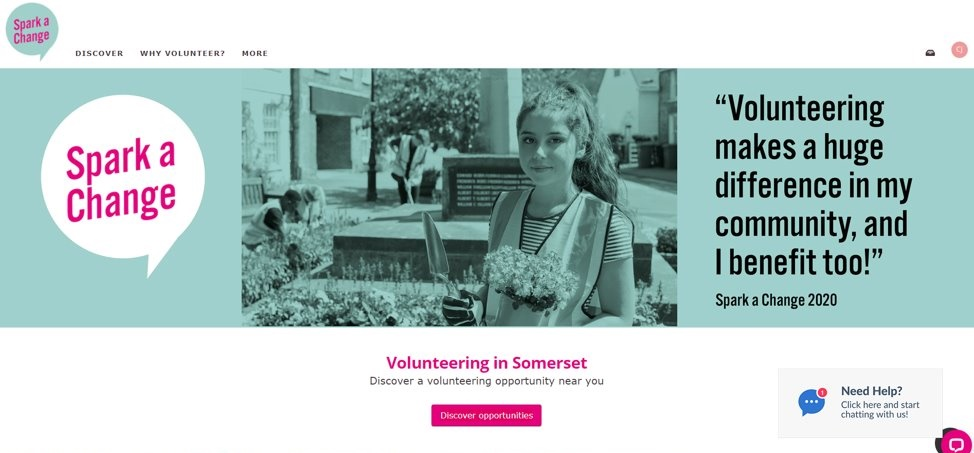 Spark a
Change
DISCOVER WHY VOLUNTEER? MORE
Spark a
Change
“Volunteering
makes a huge
difference in my
community, and
I benefit too!”
Spark a Change 2020
Volunteering in Somerset
Discover a volunteering opportunity near you
Discover opportunities
1
Need Help?
Click here and start
chatting with us!